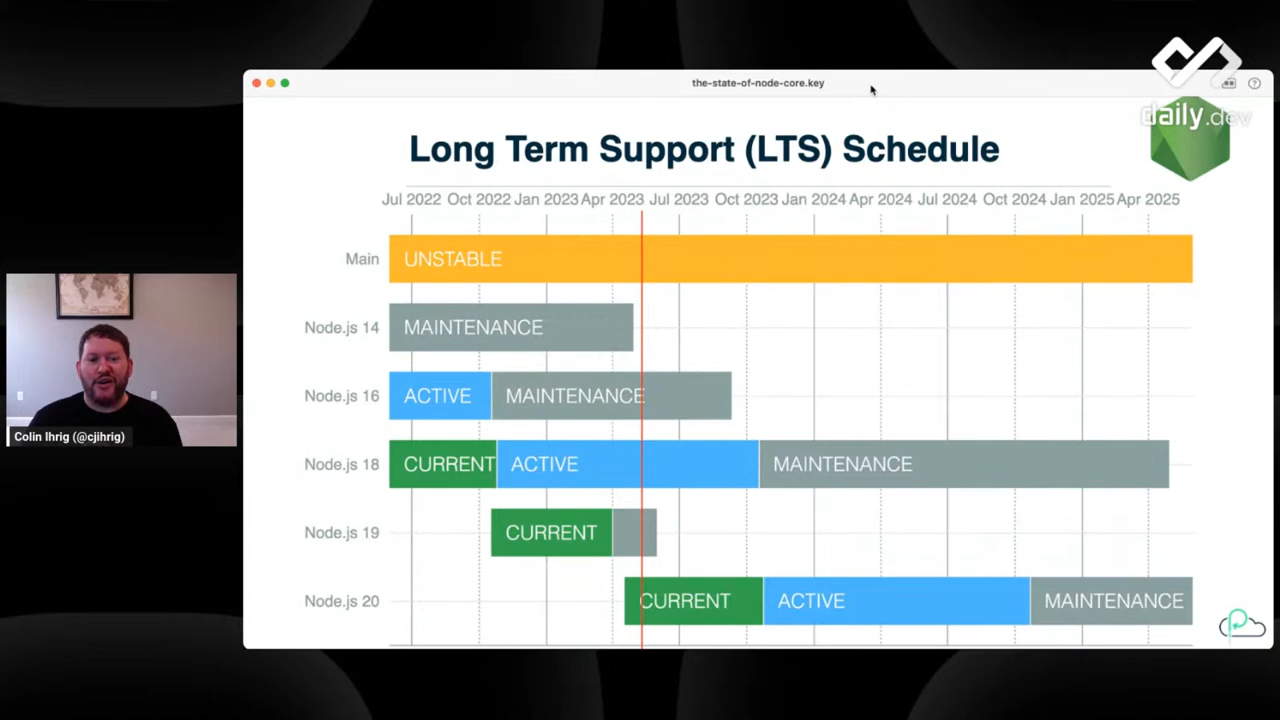 the-state-of-node-core.key
daily.dev
Long Term Support (LTS) Schedule
Jul 2022 Oct 2022 Jan 2023 Apr 2023 Jul 2023 Oct 2023 Jan 2024 Apr 2024 Jul 2024 Oct 2024 Jan 2025 Apr 2025
Main UNSTABLE
Node.js 14 MAINTENANCE
Node.js 16 ACTIVE MAINTENANCE
Node.js 18 CURRENT ACTIVE MAINTENANCE
Node.js 19 CURRENT
Node.js 20 CURRENT ACTIVE MAINTENANCE
Colin Ihrig (@cjihrig)